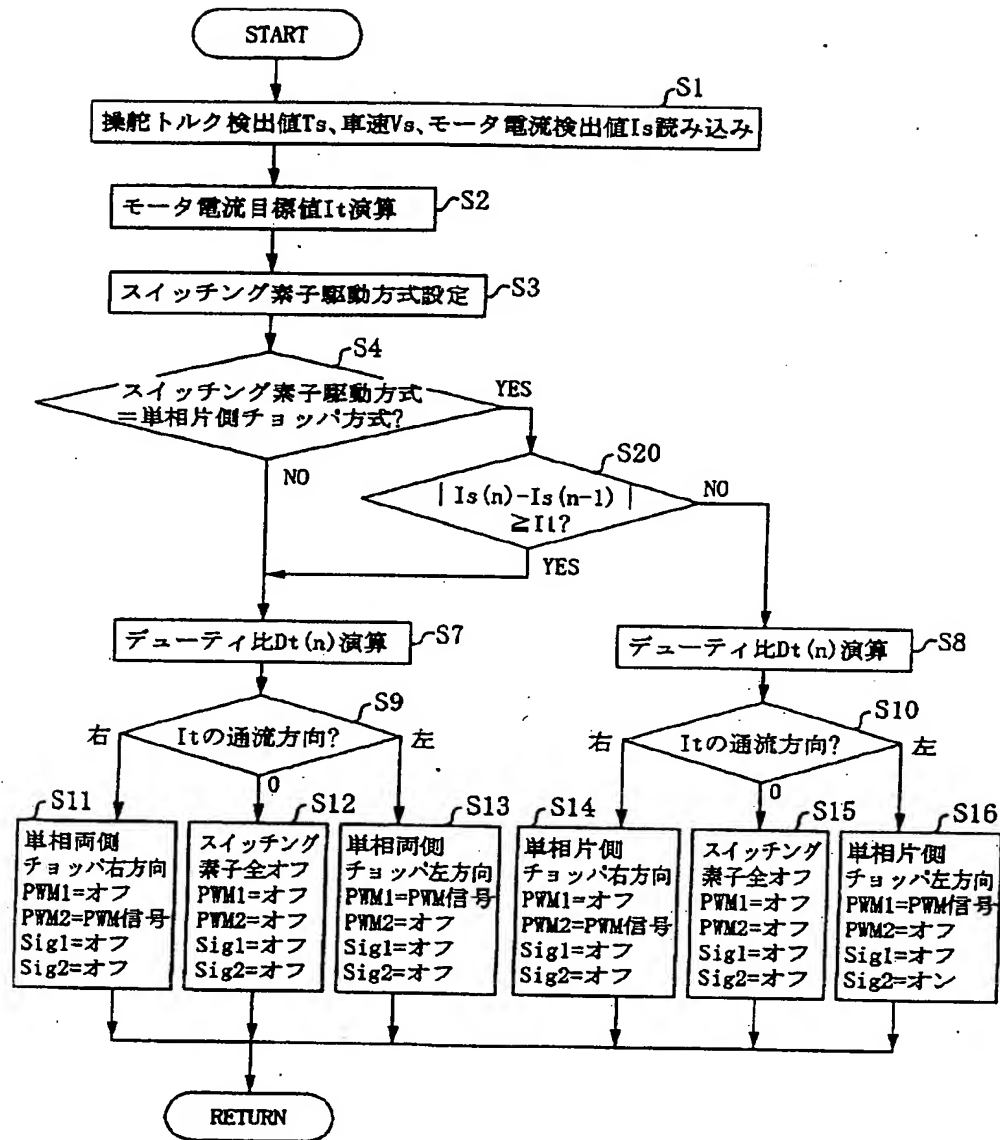 START
S1
操舵トルク検出値Ts、車速Vs、モータ電流検出値Is読み込み
モータ電流目標値It演算
S2
スイッチング素子駆動方式設定
S3
S4
スイッチング素子駆動方式
=単相片側チョッパ方式?
YES
NO
S20
| Is(n)-Is(n-1) |
≧I1?
NO
YES
デューティ比Dt(n)演算
S7
デューティ比Dt(n)演算
S8
S9
右
Itの通流方向?
左
0
S10
右
Itの通流方向?
左
0
S11
単相両側
チョッパ右方向
PWM1=オフ
PWM2=PWM信号
Sig1=オフ
Sig2=オフ
S12
スイッチング
素子全オフ
PWM1=オフ
PWM2=オフ
Sig1=オフ
Sig2=オフ
S13
単相両側
チョッパ左方向
PWM1=PWM信号
PWM2=オフ
Sig1=オフ
Sig2=オフ
S14
単相片側
チョッパ右方向
PWM1=オフ
PWM2=PWM信号
Sig1=オフ
Sig2=オフ
S15
スイッチング
素子全オフ
PWM1=オフ
PWM2=オフ
Sig1=オフ
Sig2=オフ
S16
単相片側
チョッパ左方向
PWM1=PWM信号
PWM2=オフ
Sig1=オフ
Sig2=オン
RETURN